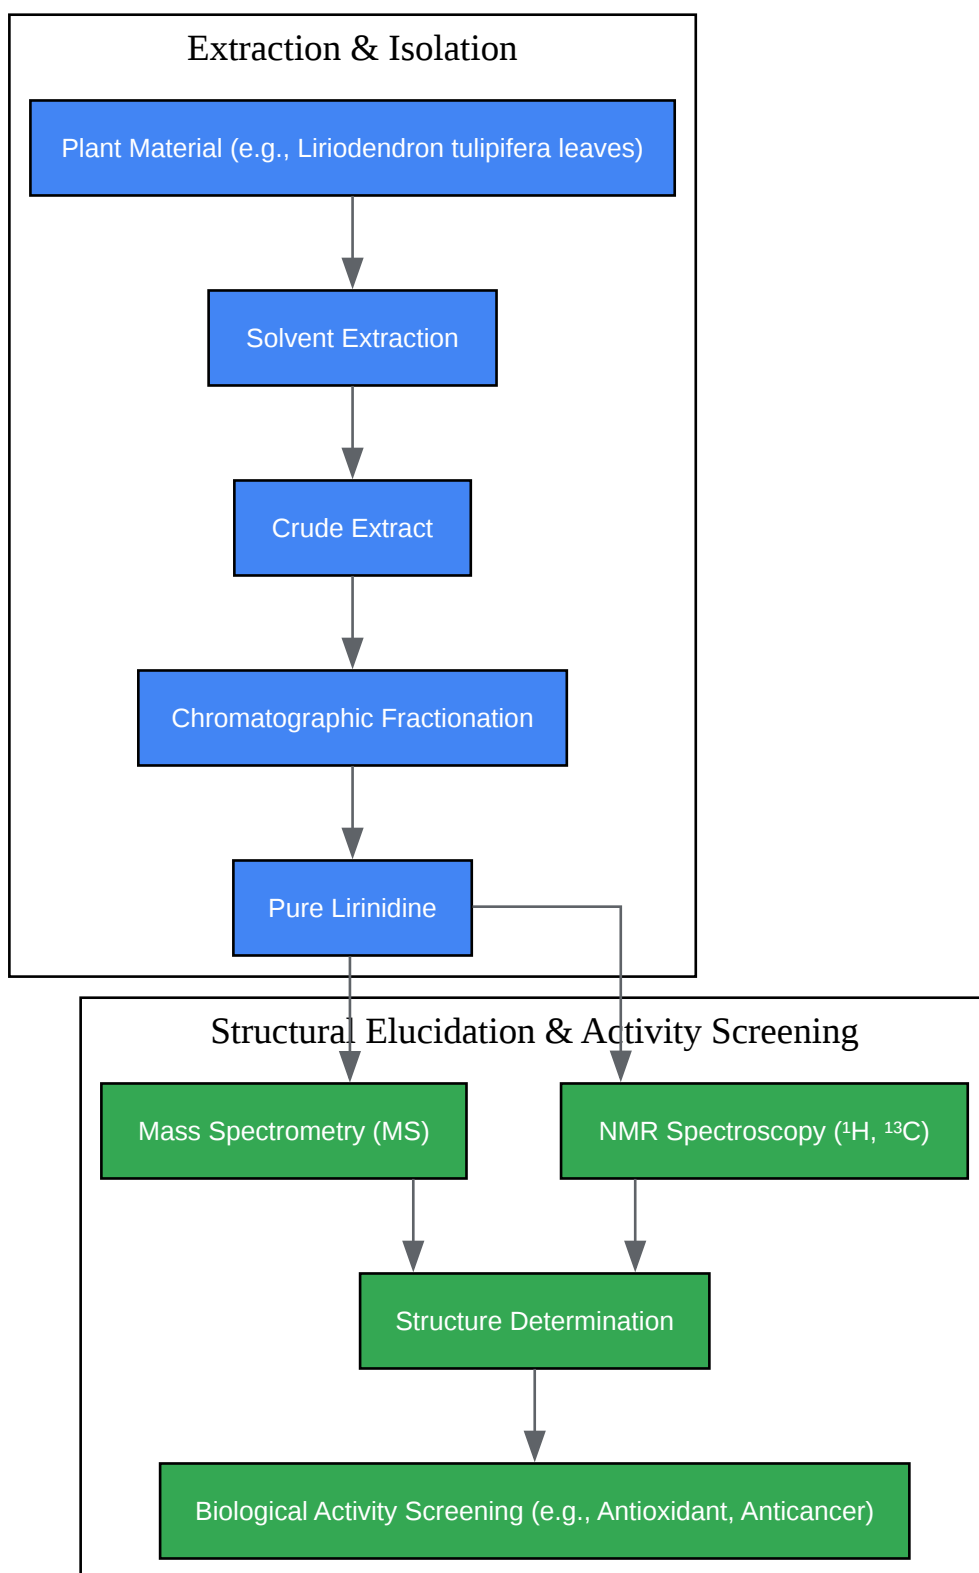 Extraction & Isolation
Plant Material (e.g., Liriodendron tulipifera leaves)
Solvent Extraction
Crude Extract
Chromatographic Fractionation
Pure Lirinidine
Structural Elucidation & Activity Screening
Mass Spectrometry (MS)
NMR Spectroscopy (¹H, ¹³C)
Structure Determination
Biological Activity Screening (e.g., Antioxidant, Anticancer)